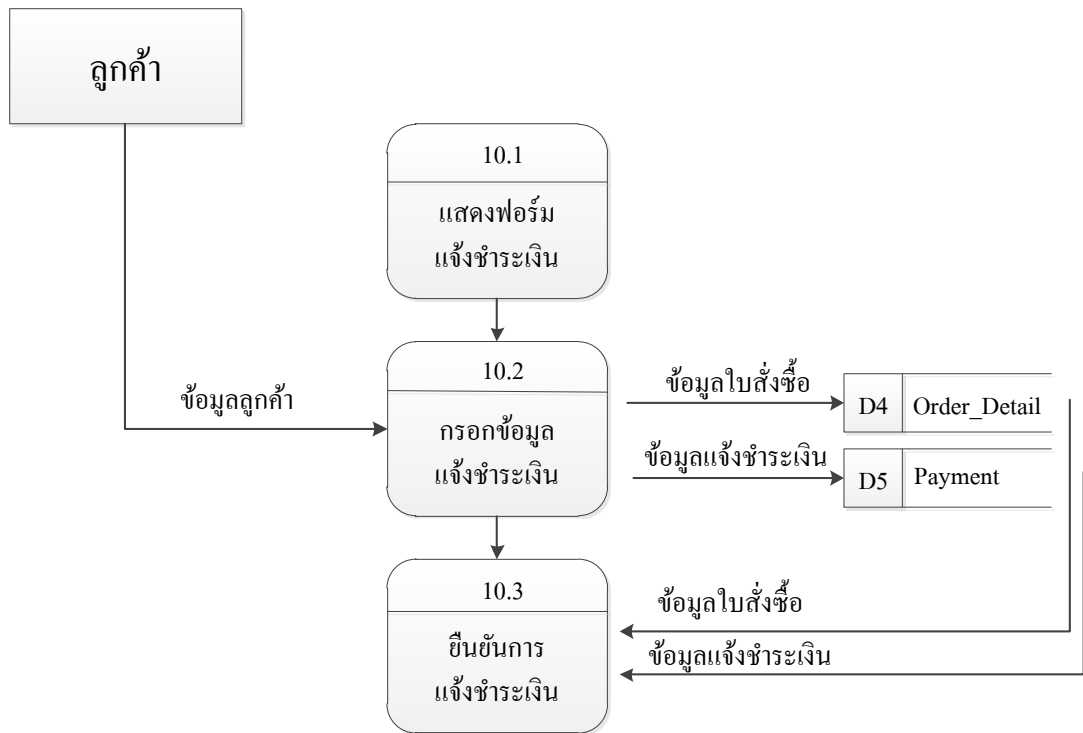 ลูกค้า
10.1
แสดงฟอร์ม
แจ้งชำระเงิน
10.2
กรอกข้อมูล
แจ้งชำระเงิน
ข้อมูลลูกค้า
ข้อมูลใบสั่งซื้อ
D4 Order_Detail
ข้อมูลแจ้งชำระเงิน
D5 Payment
10.3
ยืนยันการ
แจ้งชำระเงิน
ข้อมูลใบสั่งซื้อ
ข้อมูลแจ้งชำระเงิน